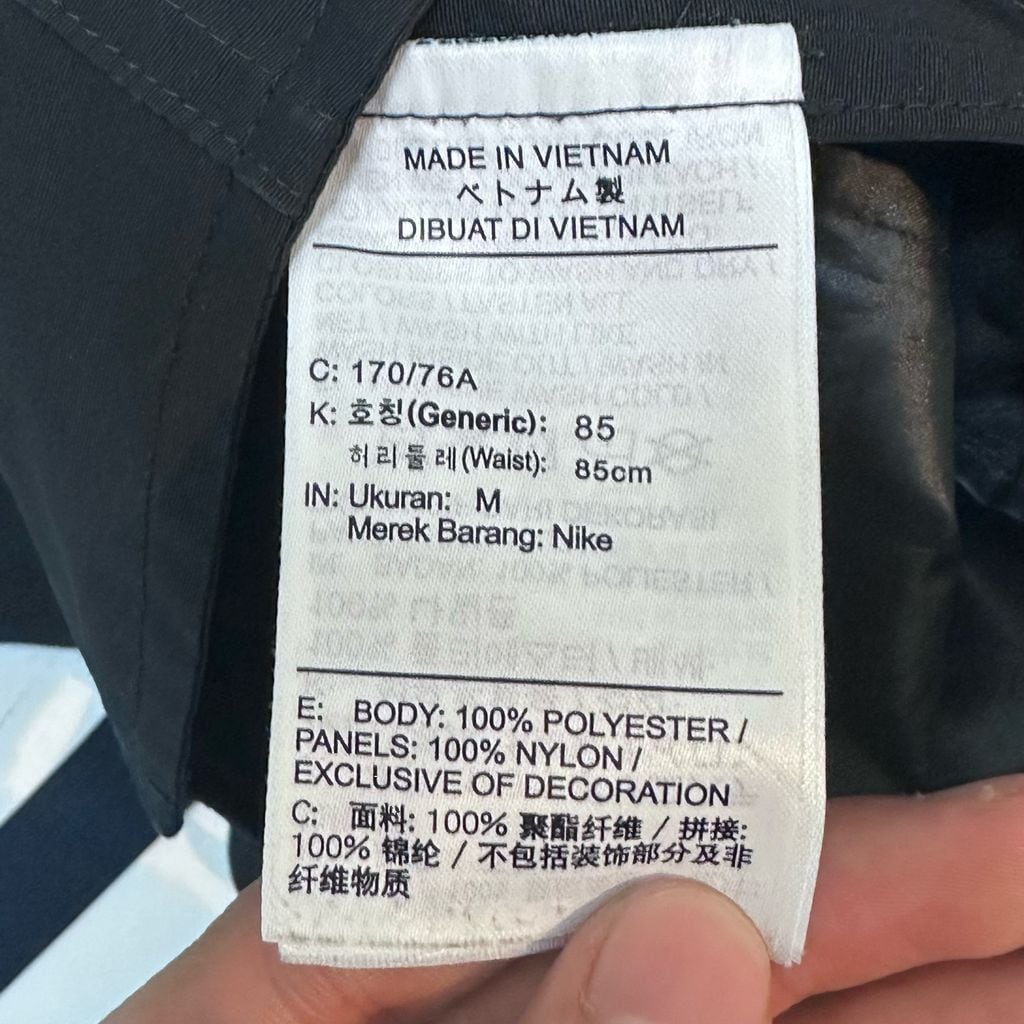 MADE IN VIETNAM
ベトナム製
DIBUAT DI VIETNAM
C: 170/76A
K: 호칭(Generic): 85
허리둘레(Waist): 85cm
IN: Ukuran: M
Merek Barang: Nike
E: BODY: 100% POLYESTER /
PANELS: 100% NYLON /
EXCLUSIVE OF DECORATION
C: 面料: 100% 聚酯纤维 / 拼接:
100% 锦纶 / 不包括装饰部分及非
纤维物质